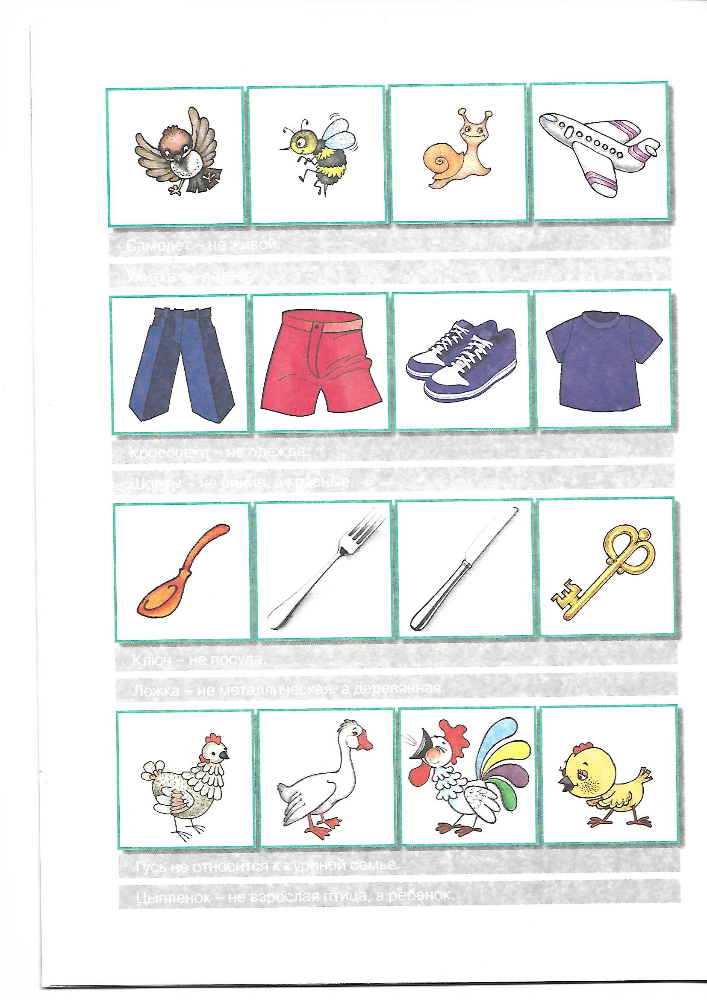 Самолет – не живой.
Улитка не летает.
Кроссовки – не одежда.
Шорты – не синие, а красные.
Ключ – не посуда.
Ложка – не металлическая, а деревянная.
Гусь не относится к куриной семье.
Цыпленок – не взрослая птица, а ребенок.